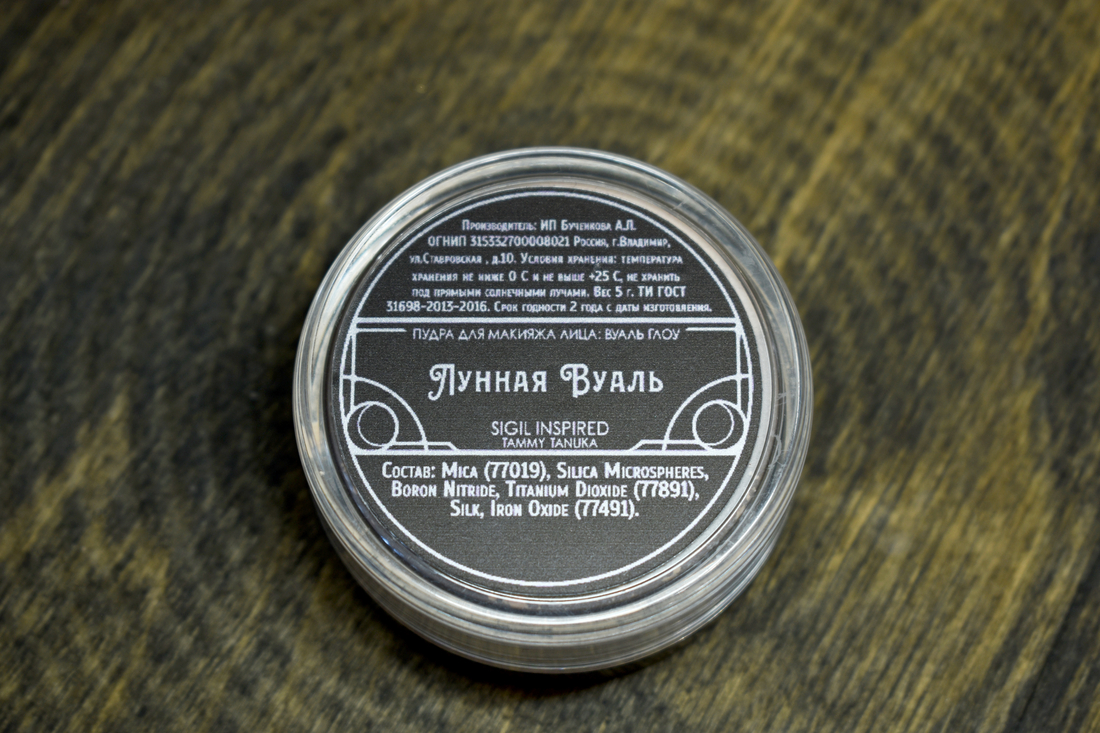 Производитель: ИП Бученкова А.Л.
ОГНИП 315332700008021 Россия, г.Владимир,
ул.Ставровская , д.10. Условия хранения: температура
хранения не ниже 0 С и не выше +25 С, не хранить
под прямыми солнечными лучами. Вес 5 г. ТИ ГОСТ
31698-2013-2016. Срок годности 2 года с даты изготовления.
ПУДРА ДЛЯ МАКИЯЖА ЛИЦА: ВУАЛЬ ГЛОУ
Лунная Вуаль
SIGIL INSPIRED
TAMMY TANUKA
Состав: Mica (77019), Silica Microspheres,
Boron Nitride, Titanium Dioxide (77891),
Silk, Iron Oxide (77491).